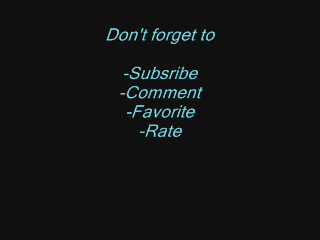 Don't forget to
-Subsribe
-Comment
-Favorite
-Rate